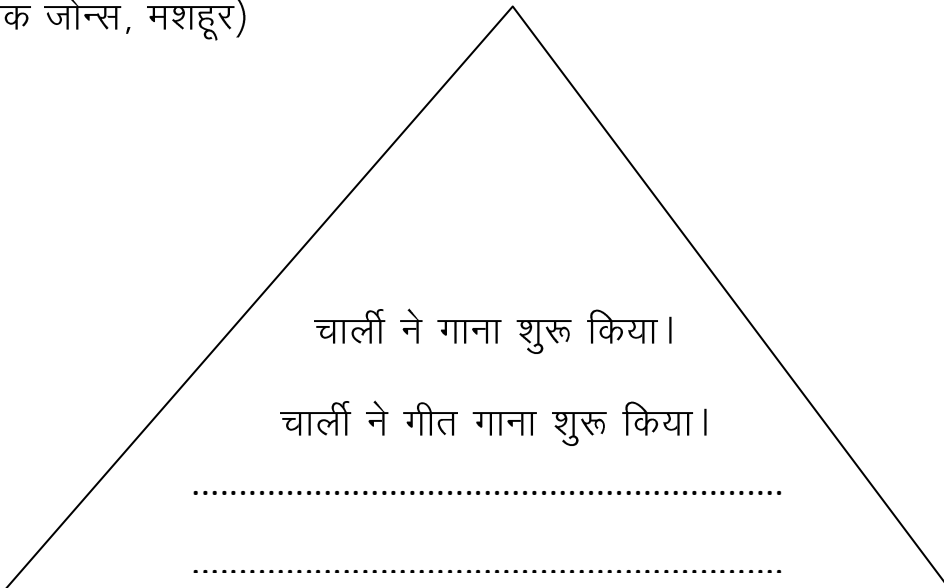 क जोन्स, मशहूर)
चार्ली ने गाना शुरू किया।
चार्ली ने गीत गाना शुरू किया।
............................................................
............................................................